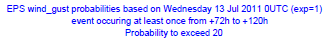 EPS wind_gust probabilities based on Wednesday 13 Jul 2011 0UTC (exp=1)
event occuring at least once from +72h to +120h
Probability to exceed 20